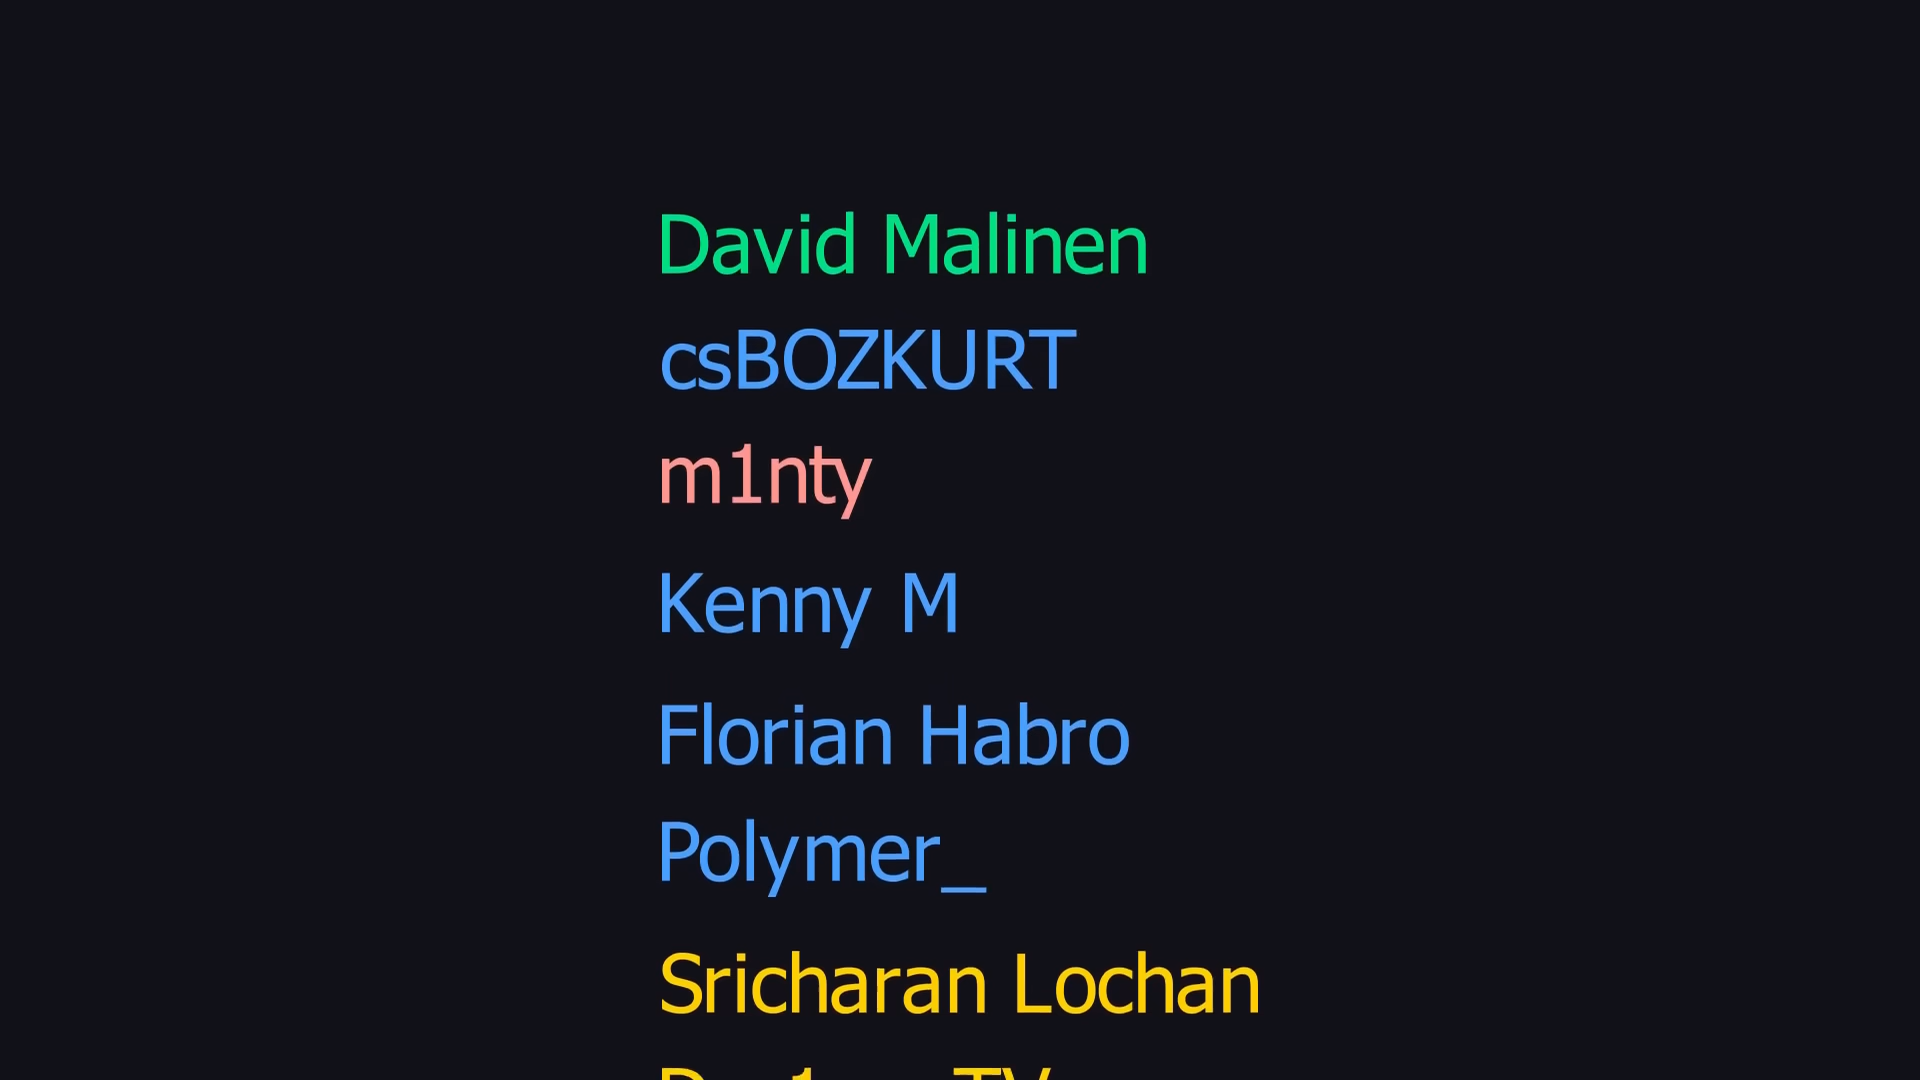 David Malinen
csBOZKURT
m1nty
Kenny M
Florian Habro
Polymer_
Sricharan Lochan